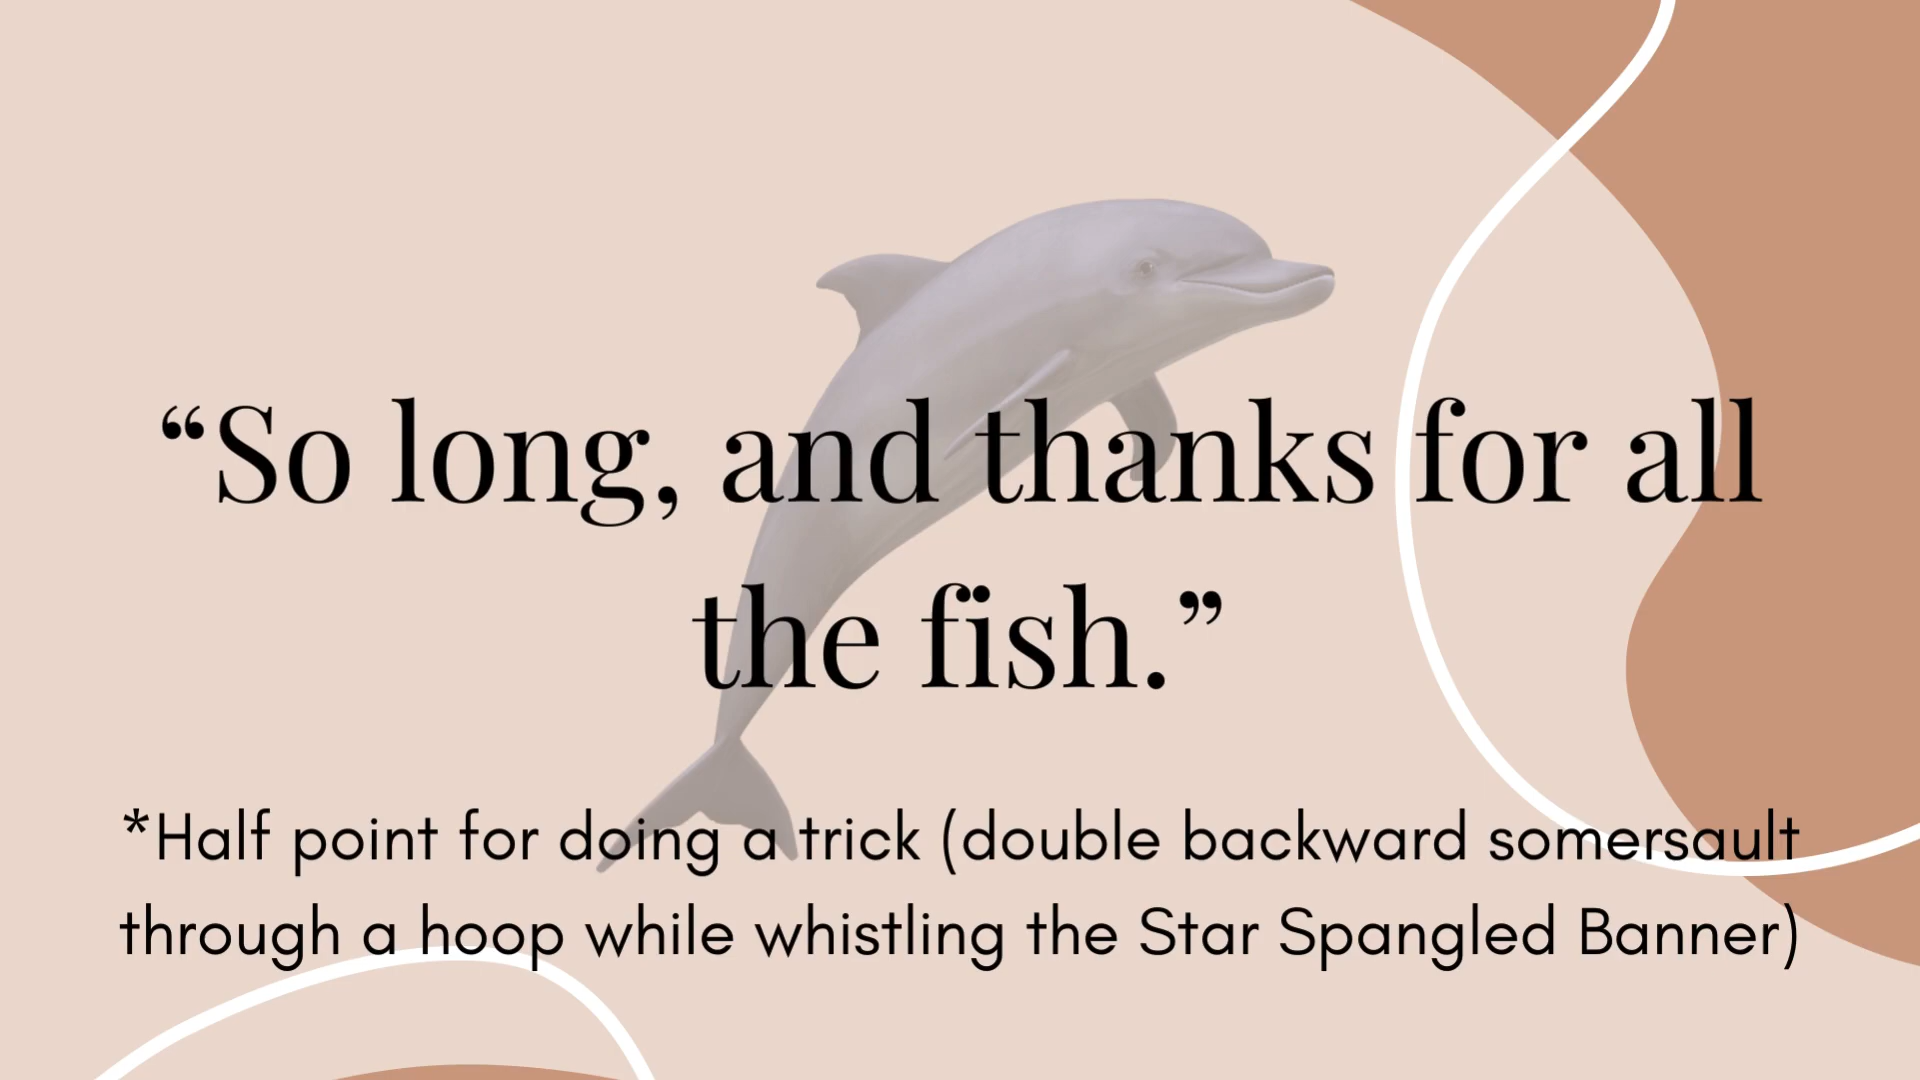 “So long, and thanks for all
the fish.”
*Half point for doing a trick (double backward somersault
through a hoop while whistling the Star Spangled Banner)